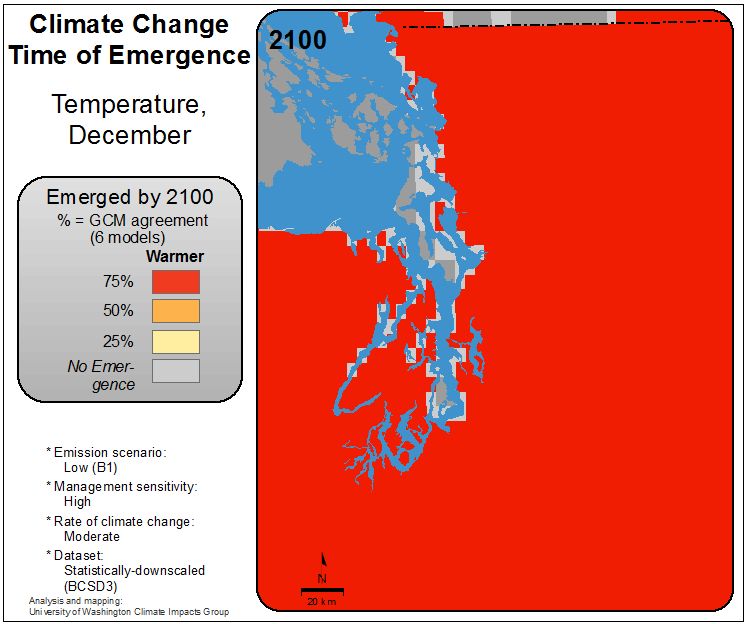 Climate Change
Time of Emergence
Temperature,
December
Emerged by 2100
% = GCM agreement
(6 models)
Warmer
75%
50%
25%
No Emer-
gence
* Emission scenario:
Low (B1)
* Management sensitivity:
High
* Rate of climate change:
Moderate
* Dataset:
Statistically-downscaled
(BCSD3)
Analysis and mapping:
University of Washington Climate Impacts Group
2100
N
20 km